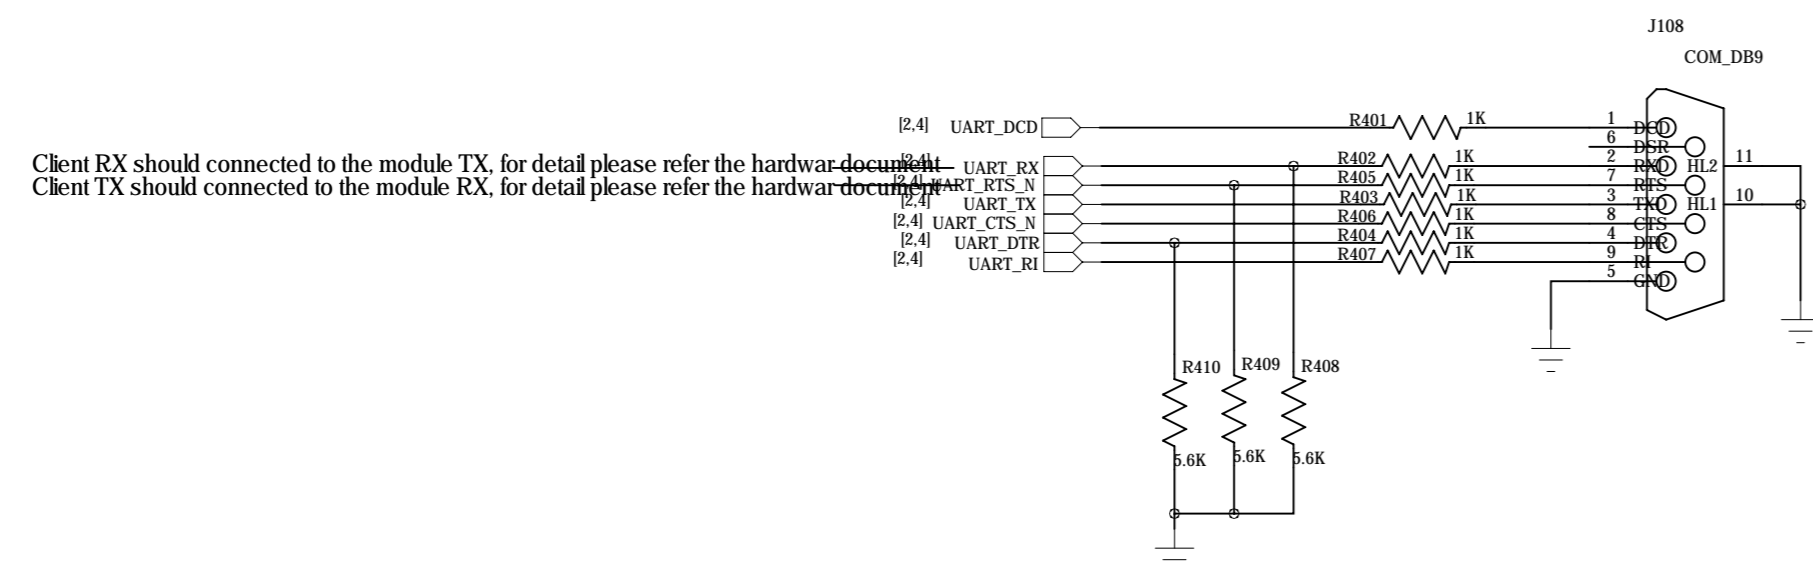 J108
COM_DB9
[2,4] UART_DCD R401 1K 1 DCD
6 DSR
Client RX should connected to the module TX, for detail please refer the hardwar document
[2,4] UART_RX R402 1K 2 RXD HL2 11
Client TX should connected to the module RX, for detail please refer the hardwar document
[2,4] UART_RTS_N R405 1K 7 RTS
[2,4] UART_TX R403 1K 3 TXD HL1 10
[2,4] UART_CTS_N R406 1K 8 CTS
[2,4] UART_DTR R404 1K 4 DTR
[2,4] UART_RI R407 1K 9 RI
5 GND
R410 R409 R408
5.6K 5.6K 5.6K